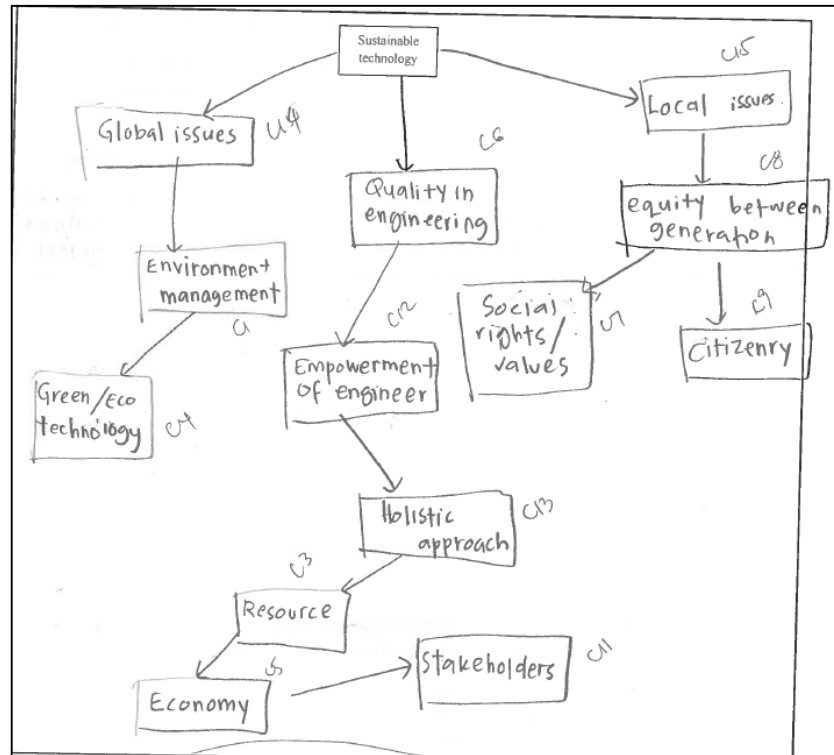 Sustainable
technology
C15
Local issues
Global issues
C6
C8
Quality in
engineering
equity between
generation
Environment
management
C12
C9
Social
rights/
values
C7
Citizenry
C1
Empowerment
of engineer
Green/Eco
technology
C4
C13
Holistic
approach
C3
Resource
C11
Stakeholders
Economy